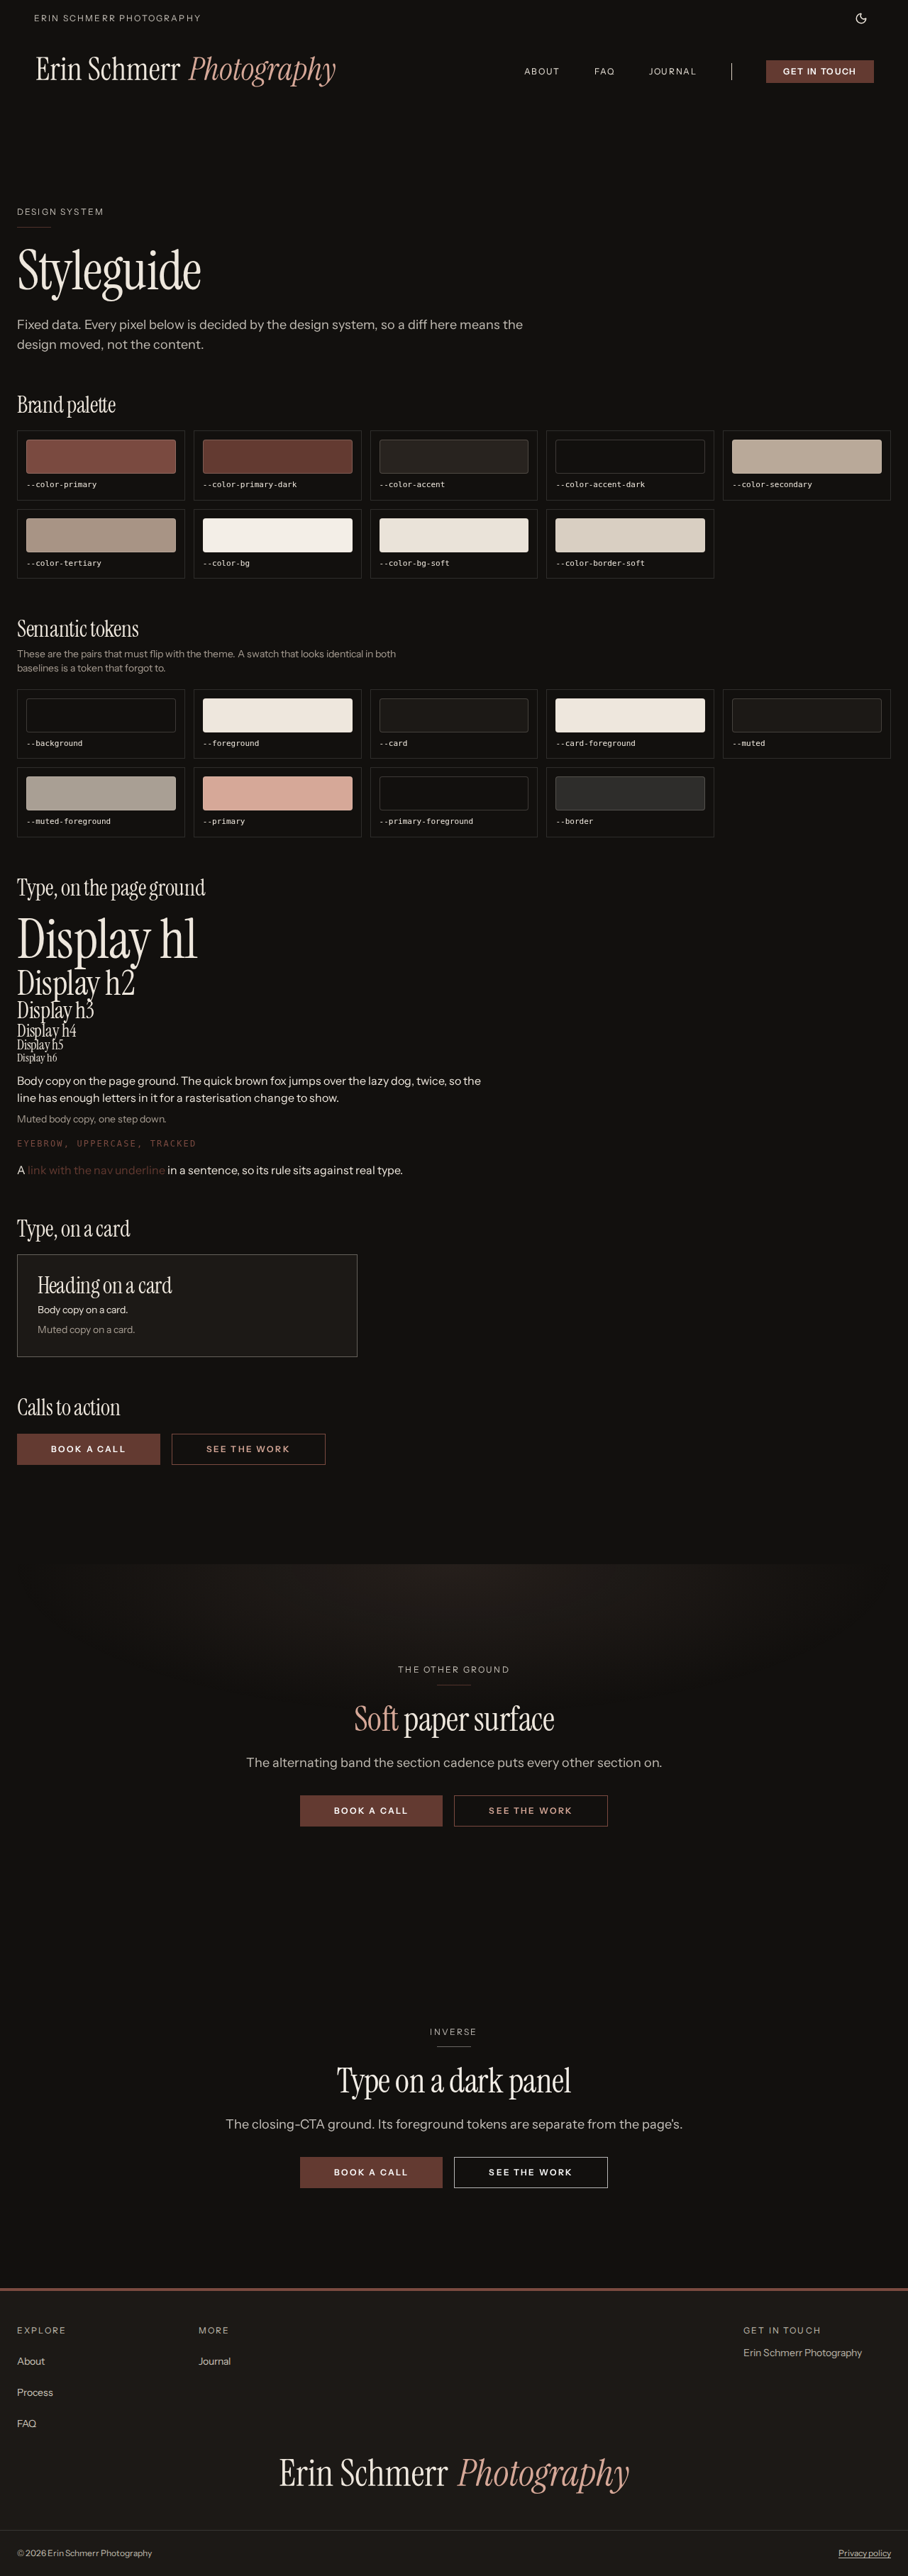 ERIN SCHMERR PHOTOGRAPHY
Erin Schmerr Photography
ABOUT
FAQ
JOURNAL
GET IN TOUCH
DESIGN SYSTEM
Styleguide
Fixed data. Every pixel below is decided by the design system, so a diff here means the
design moved, not the content.
Brand palette
--color-primary
--color-primary-dark
--color-accent
--color-accent-dark
--color-secondary
--color-tertiary
--color-bg
--color-bg-soft
--color-border-soft
Semantic tokens
These are the pairs that must flip with the theme. A swatch that looks identical in both
baselines is a token that forgot to.
--background
--foreground
--card
--card-foreground
--muted
--muted-foreground
--primary
--primary-foreground
--border
Type, on the page ground
Display h1
Display h2
Display h3
Display h4
Display h5
Display h6
Body copy on the page ground. The quick brown fox jumps over the lazy dog, twice, so the
line has enough letters in it for a rasterisation change to show.
Muted body copy, one step down.
EYEBROW, UPPERCASE, TRACKED
A link with the nav underline in a sentence, so its rule sits against real type.
Type, on a card
Heading on a card
Body copy on a card.
Muted copy on a card.
Calls to action
BOOK A CALL
SEE THE WORK
THE OTHER GROUND
Soft paper surface
The alternating band the section cadence puts every other section on.
BOOK A CALL
SEE THE WORK
INVERSE
Type on a dark panel
The closing-CTA ground. Its foreground tokens are separate from the page's.
BOOK A CALL
SEE THE WORK
EXPLORE
About
Process
FAQ
MORE
Journal
GET IN TOUCH
Erin Schmerr Photography
Erin Schmerr Photography
© 2026 Erin Schmerr Photography
Privacy policy